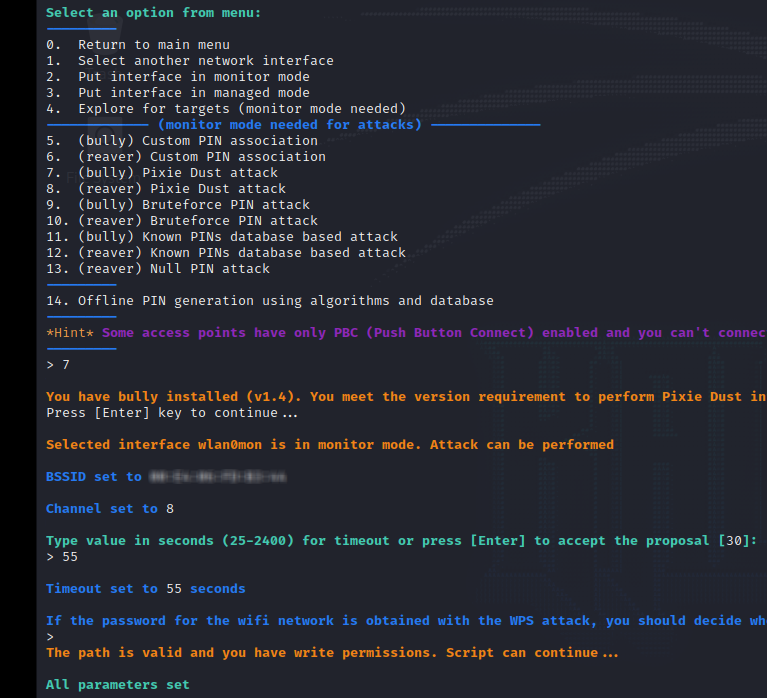 Select an option from menu:
0. Return to main menu
1. Select another network interface
2. Put interface in monitor mode
3. Put interface in managed mode
4. Explore for targets (monitor mode needed)
(monitor mode needed for attacks)
5. (bully) Custom PIN association
6. (reaver) Custom PIN association
7. (bully) Pixie Dust attack
8. (reaver) Pixie Dust attack
9. (bully) Bruteforce PIN attack
10. (reaver) Bruteforce PIN attack
11. (bully) Known PINs database based attack
12. (reaver) Known PINs database based attack
13. (reaver) Null PIN attack
14. Offline PIN generation using algorithms and database
*Hint* Some access points have only PBC (Push Button Connect) enabled and you can't connec
> 7
You have bully installed (v1.4). You meet the version requirement to perform Pixie Dust in
Press [Enter] key to continue...
Selected interface wlan0mon is in monitor mode. Attack can be performed
BSSID set to
Channel set to 8
Type value in seconds (25-2400) for timeout or press [Enter] to accept the proposal [30]:
> 55
Timeout set to 55 seconds
If the password for the wifi network is obtained with the WPS attack, you should decide wh
>
The path is valid and you have write permissions. Script can continue...
All parameters set